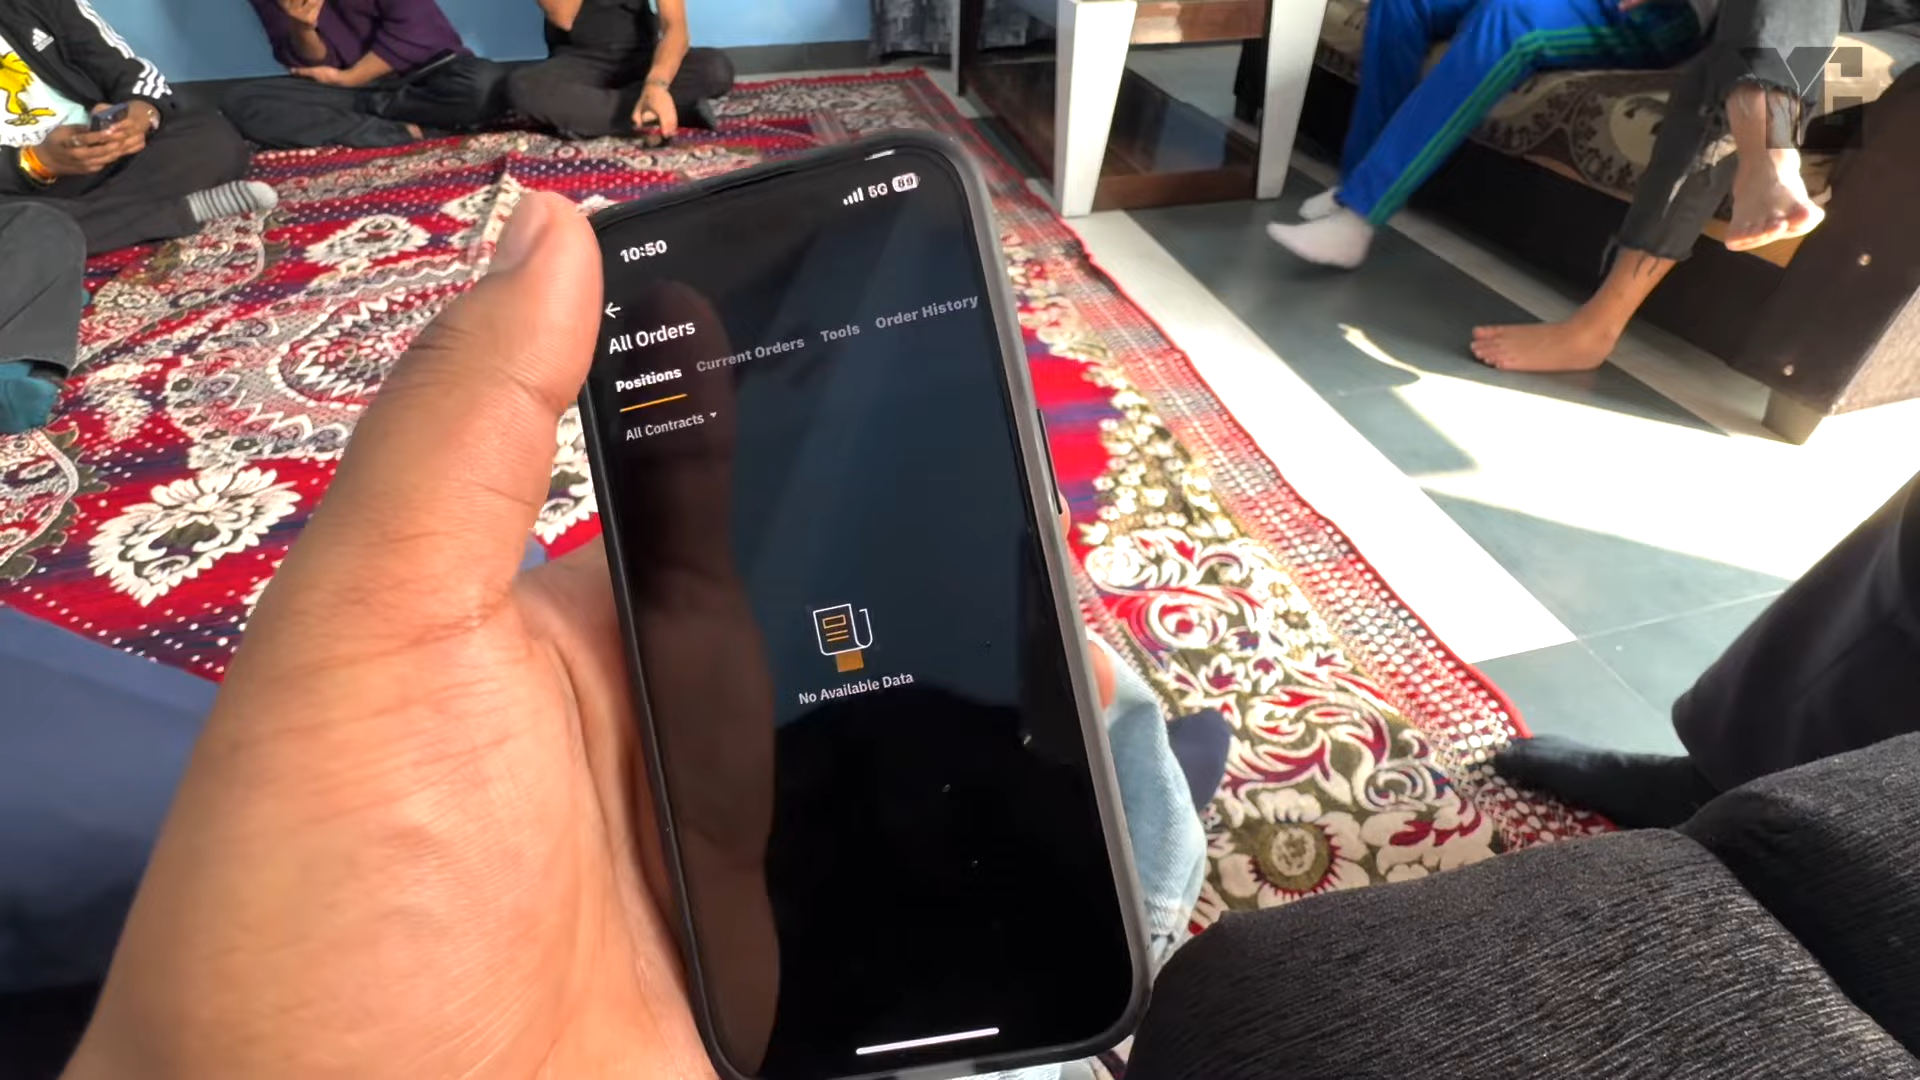 10:50
5G 89
All Orders
Positions Current Orders Tools Order History
All Contracts
No Available Data